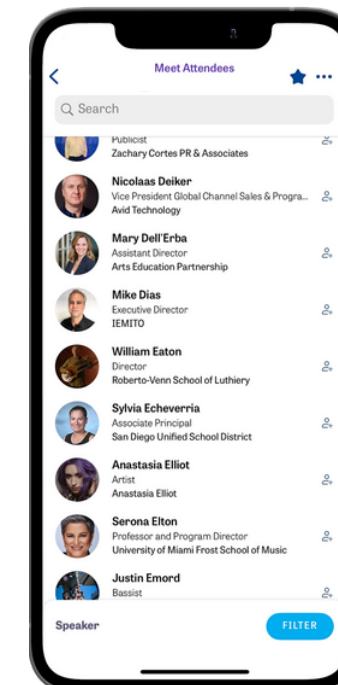 Meet Attendees
Search
Publicist
Zachary Cortes PR & Associates
Nicolaas Deiker
Vice President Global Channel Sales & Progra...
Avid Technology
Mary Dell'Erba
Assistant Director
Arts Education Partnership
Mike Dias
Executive Director
IEMITO
William Eaton
Director
Roberto-Venn School of Luthiery
Sylvia Echeverria
Associate Principal
San Diego Unified School District
Anastasia Elliot
Artist
Anastasia Elliot
Serona Elton
Professor and Program Director
University of Miami Frost School of Music
Justin Emord
Bassist
Speaker
FILTER